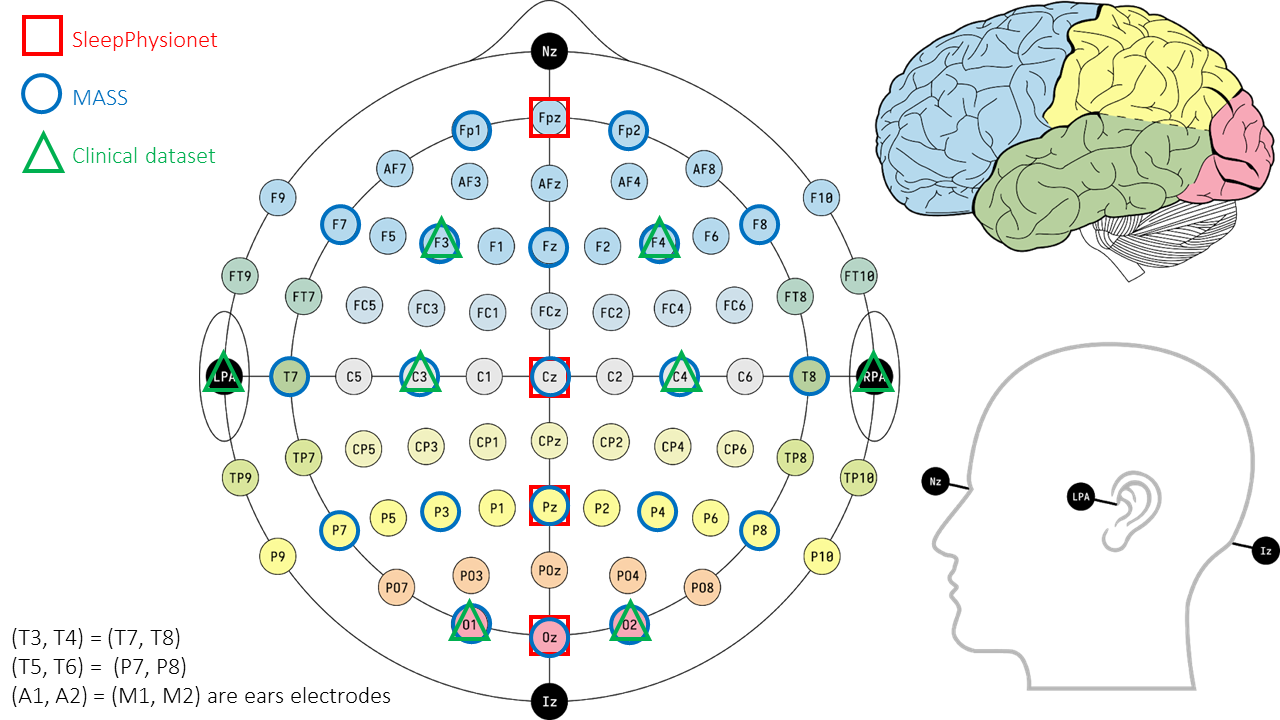 SleepPhysionet
MASS
Clinical dataset
Nz
Fpz
Fp1 Fp2
AF7 AF3 AFz AF4 AF8
F9 F7 F5 F3 F1 Fz F2 F4 F6 F8 F10
FT9 FT7 FC5 FC3 FC1 FCz FC2 FC4 FC6 FT8 FT10
LPA T7 C5 C3 C1 Cz C2 C4 C6 T8 RPA
TP9 TP7 CP5 CP3 CP1 CPz CP2 CP4 CP6 TP8 TP10
P9 P7 P5 P3 P1 Pz P2 P4 P6 P8 P10
PO7 PO3 POz PO4 PO8
O1 Oz O2
Iz
Nz
LPA
Iz
(T3, T4) = (T7, T8)
(T5, T6) = (P7, P8)
(A1, A2) = (M1, M2) are ears electrodes